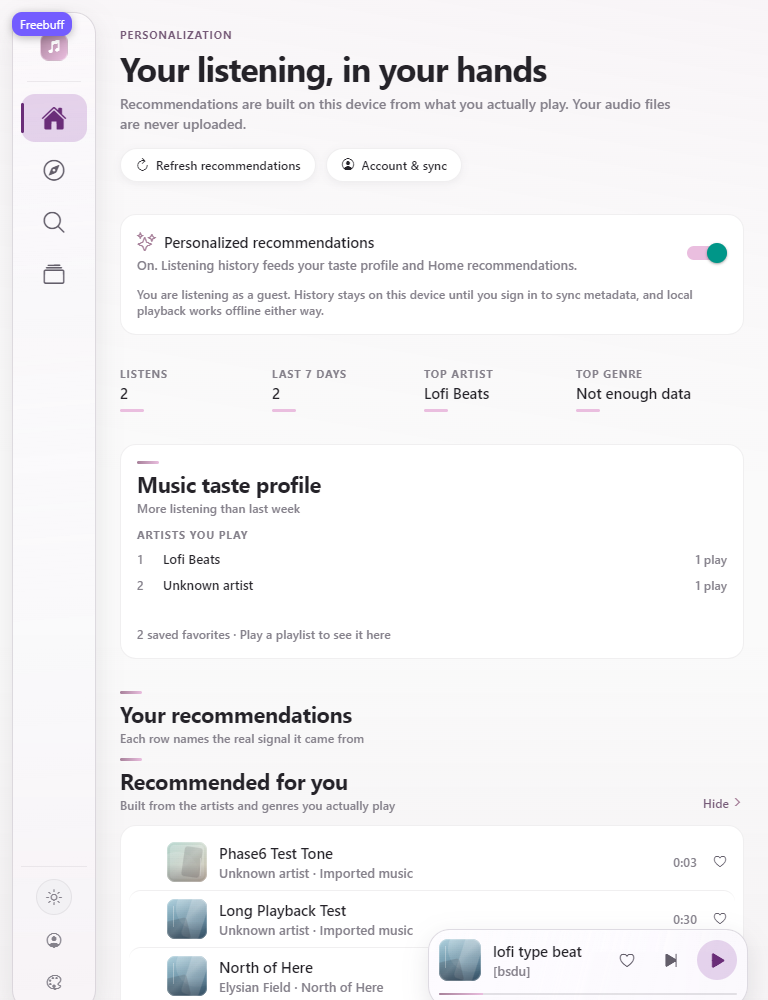 Freebuff
PERSONALIZATION
Your listening, in your hands
Recommendations are built on this device from what you actually play. Your audio files
are never uploaded.
Refresh recommendations
Account & sync
Personalized recommendations
On. Listening history feeds your taste profile and Home recommendations.
You are listening as a guest. History stays on this device until you sign in to sync metadata, and local
playback works offline either way.
LISTENS
2
LAST 7 DAYS
2
TOP ARTIST
Lofi Beats
TOP GENRE
Not enough data
Music taste profile
More listening than last week
ARTISTS YOU PLAY
1 Lofi Beats 1 play
2 Unknown artist 1 play
2 saved favorites · Play a playlist to see it here
Your recommendations
Each row names the real signal it came from
Recommended for you
Built from the artists and genres you actually play
Hide
Phase6 Test Tone
Unknown artist · Imported music
0:03
Long Playback Test
Unknown artist · Imported music
0:30
North of Here
Elysian Field · North of Here
lofi type beat
[bsdu]